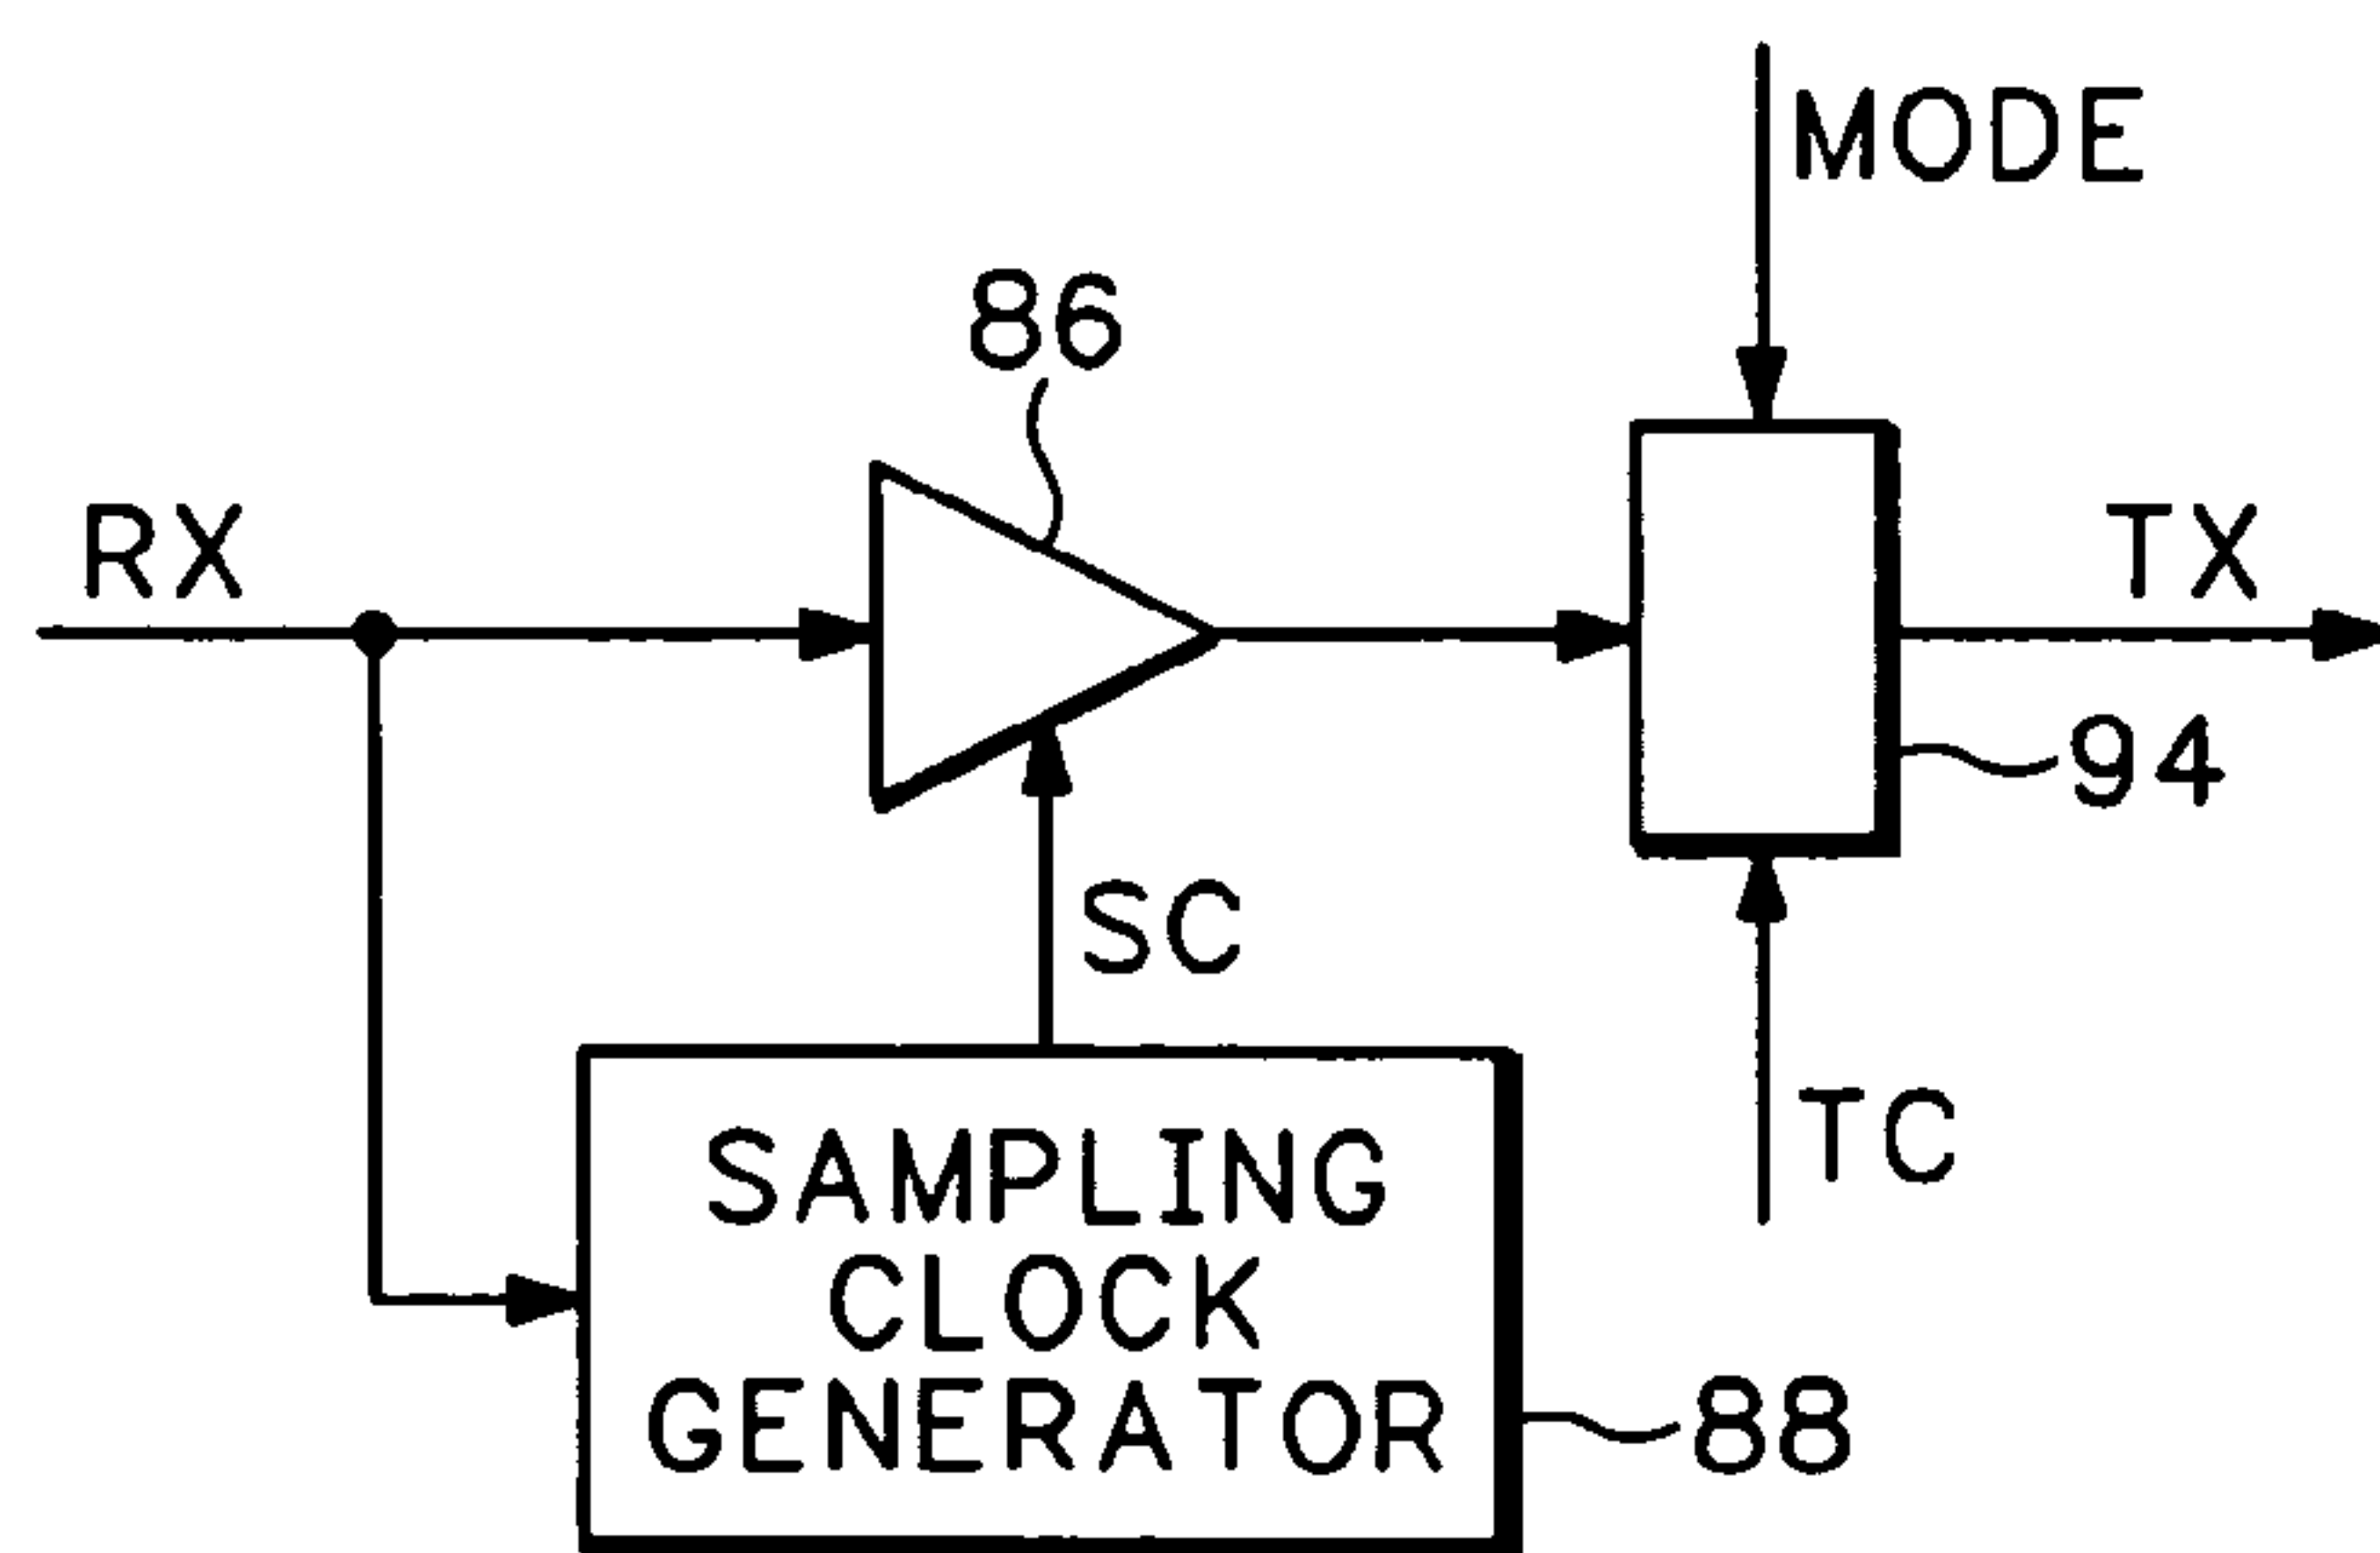 MODE
86
RX
TX
94
SC
TC
SAMPLING
CLOCK
GENERATOR
88